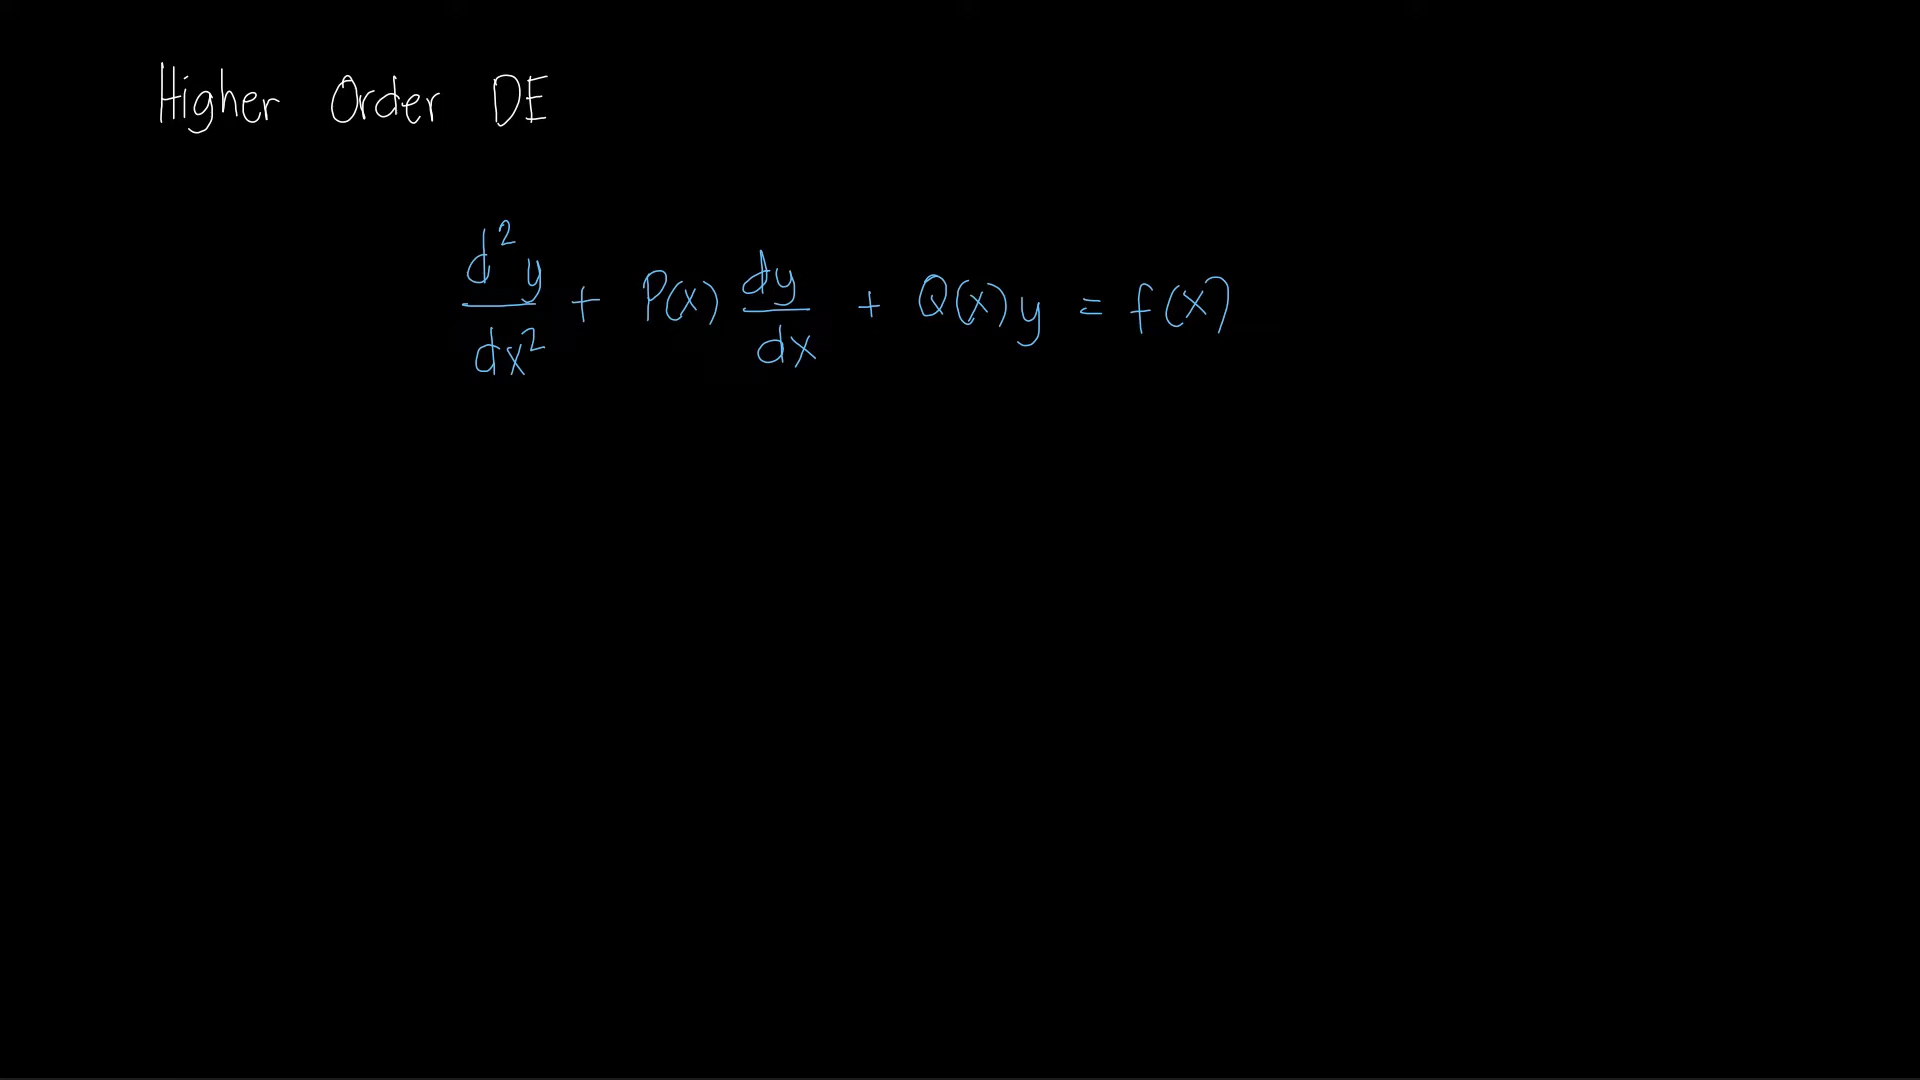 Higher Order DE
d²y/dx² + P(x) dy/dx + Q(x)y = f(x)